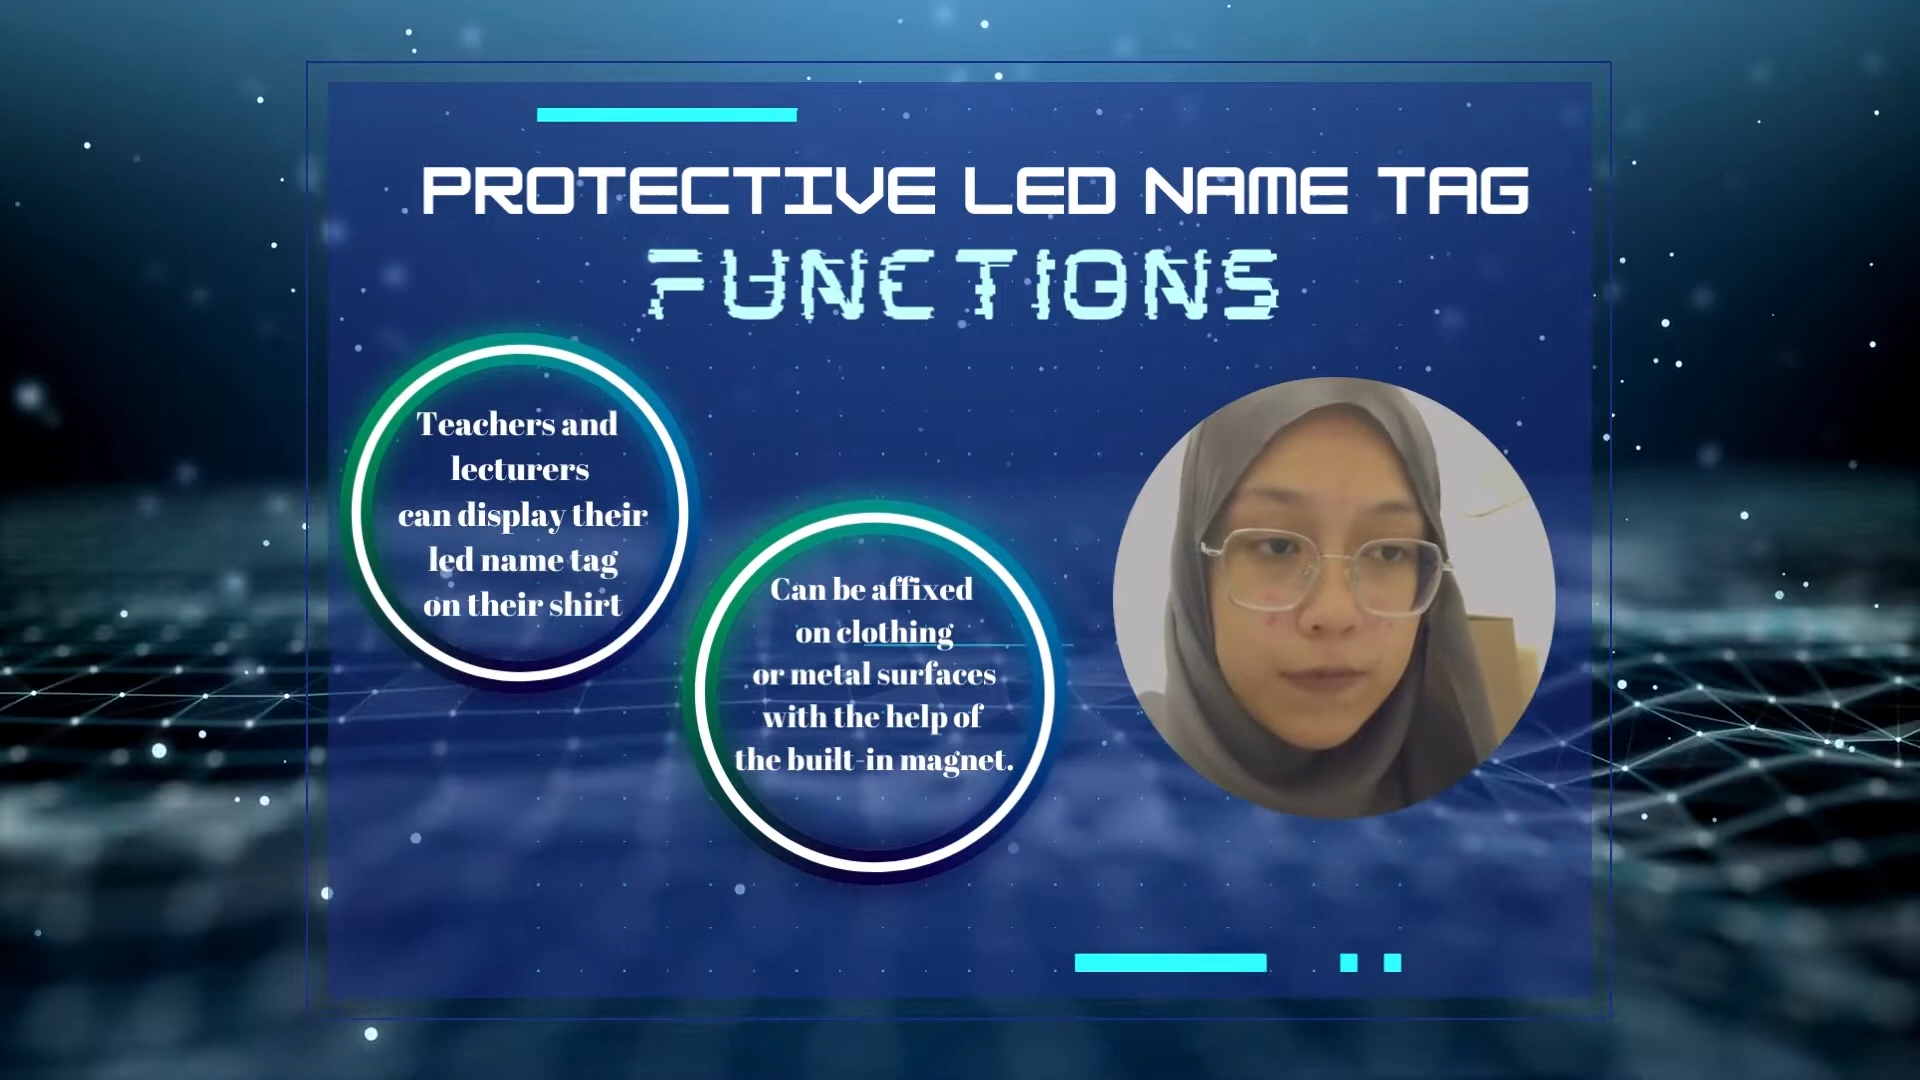 PROTECTIVE LED NAME TAG
FUNCTIONS
Teachers and
lecturers
can display their
led name tag
on their shirt
Can be affixed
on clothing
or metal surfaces
with the help of
the built-in magnet.